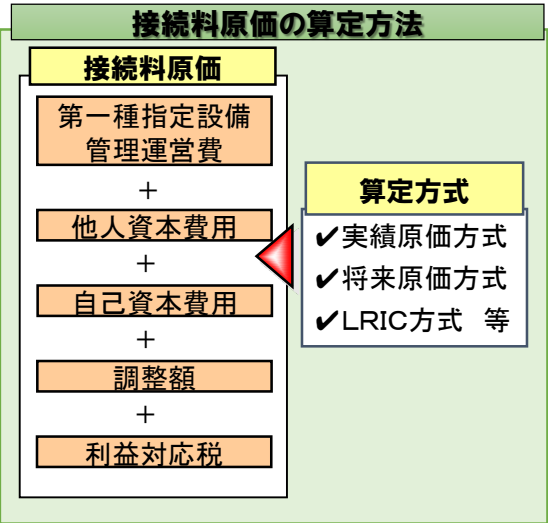 接続料原価の算定方法
接続料原価
第一種指定設備
管理運営費
＋
他人資本費用
＋
自己資本費用
＋
調整額
＋
利益対応税
算定方式
✔実績原価方式
✔将来原価方式
✔LRIC方式　等